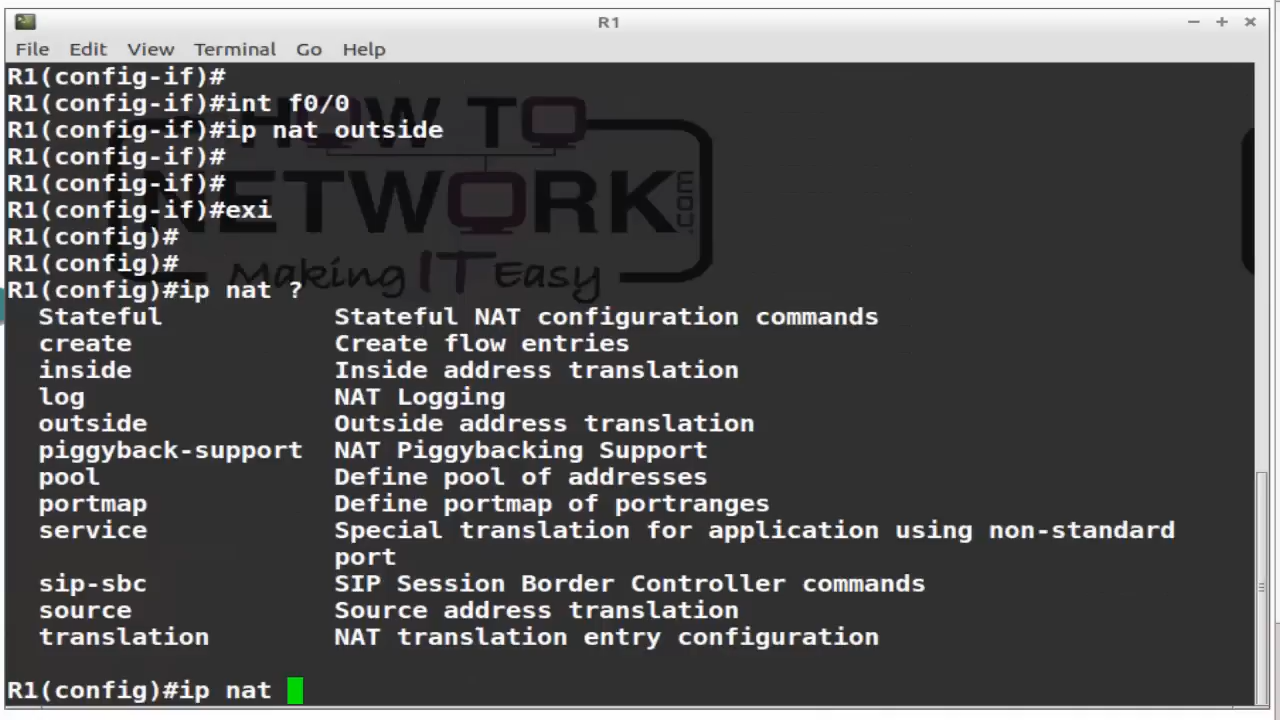 R1
File Edit View Terminal Go Help
R1(config-if)#
R1(config-if)#int f0/0
R1(config-if)#ip nat outside
R1(config-if)#
R1(config-if)#
R1(config-if)#exi
R1(config)#
R1(config)#
R1(config)#ip nat ?
Stateful Stateful NAT configuration commands
create Create flow entries
inside Inside address translation
log NAT Logging
outside Outside address translation
piggyback-support NAT Piggybacking Support
pool Define pool of addresses
portmap Define portmap of portranges
service Special translation for application using non-standard
port
sip-sbc SIP Session Border Controller commands
source Source address translation
translation NAT translation entry configuration
R1(config)#ip nat
HOW TO
NETWORK.com
Making IT Easy